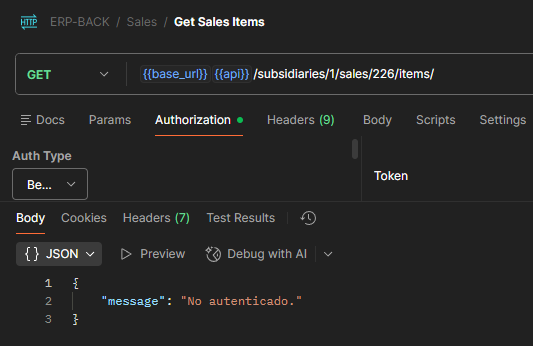 HTTP ERP-BACK / Sales / Get Sales Items
GET {{base_url}} {{api}} /subsidiaries/1/sales/226/items/
Docs Params Authorization Headers (9) Body Scripts Settings
Auth Type
Be...
Token
Body Cookies Headers (7) Test Results
{} JSON Preview Debug with AI
1 {
2 "message": "No autenticado."
3 }